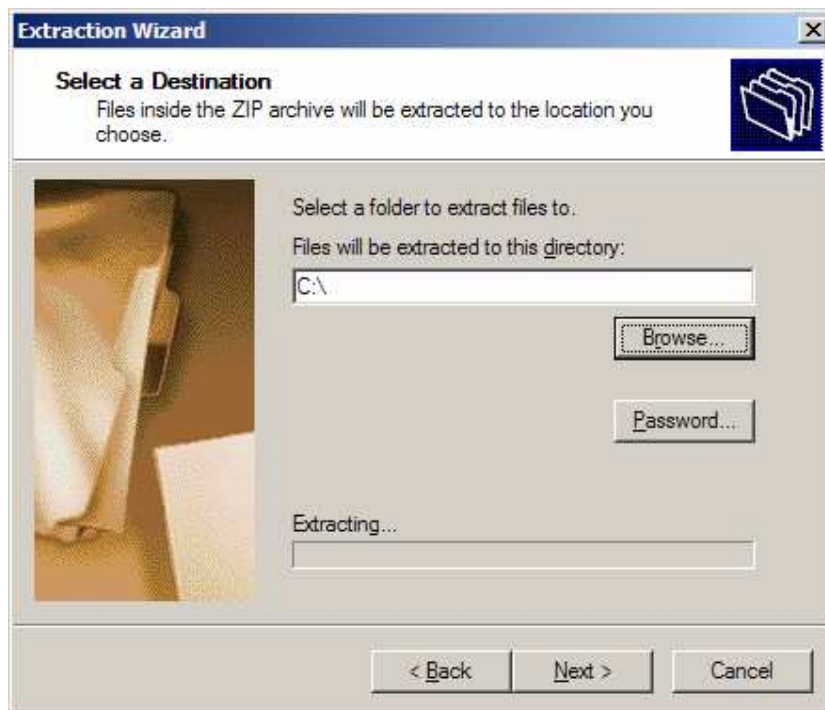 Extraction Wizard
Select a Destination
Files inside the ZIP archive will be extracted to the location you
choose.
Select a folder to extract files to.
Files will be extracted to this directory:
C:\
Browse...
Password...
Extracting...
< Back Next > Cancel